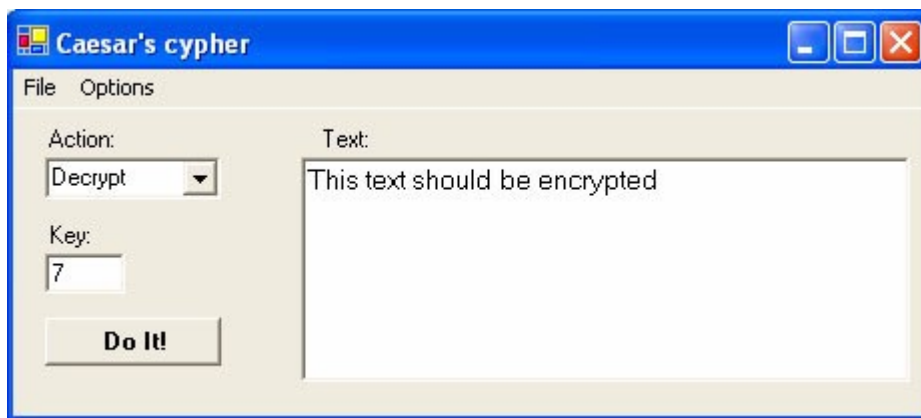 Caesar's cypher
File Options
Action:
Text:
Decrypt
This text should be encrypted
Key:
7
Do It!